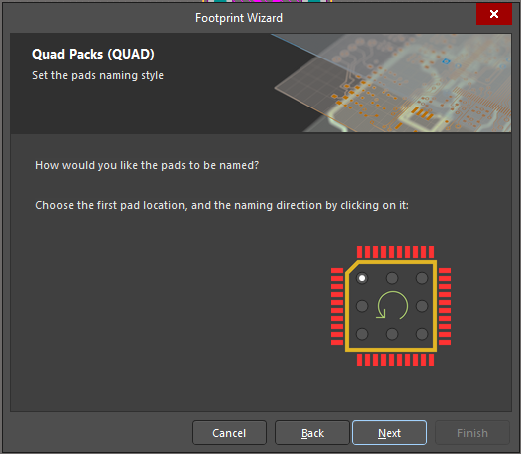 Footprint Wizard
Quad Packs (QUAD)
Set the pads naming style
How would you like the pads to be named?
Choose the first pad location, and the naming direction by clicking on it:
Cancel
Back
Next
Finish